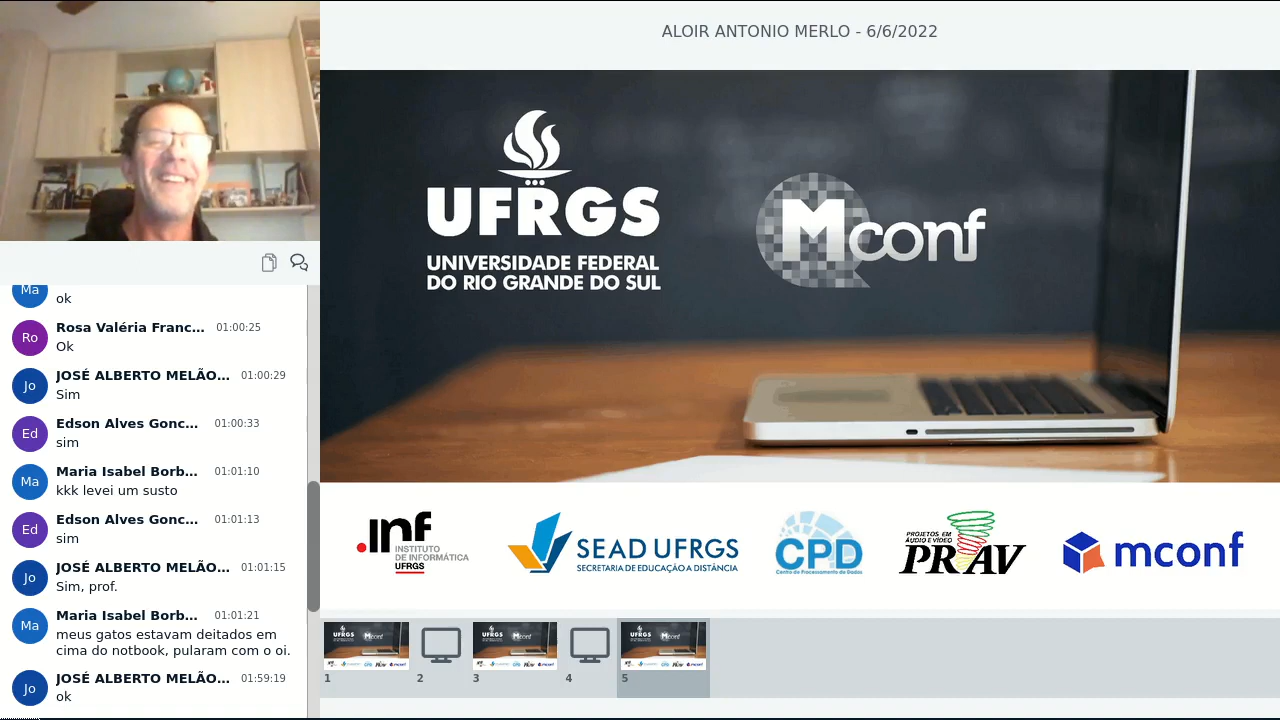 ALOIR ANTONIO MERLO - 6/6/2022
UFRGS
UNIVERSIDADE FEDERAL
DO RIO GRANDE DO SUL
Mconf
.inf
INSTITUTO
DE INFORMÁTICA
UFRGS
SEAD UFRGS
SECRETARIA DE EDUCAÇÃO A DISTÂNCIA
CPD
Centro de Processamento de Dados
PROJETOS EM
ÁUDIO E VÍDEO
PRAV
mconf
Ma
ok
Ro
Rosa Valéria Franc... 01:00:25
Ok
Jo
JOSÉ ALBERTO MELÃO... 01:00:29
Sim
Ed
Edson Alves Gonc... 01:00:33
sim
Ma
Maria Isabel Borb... 01:01:10
kkk levei um susto
Ed
Edson Alves Gonc... 01:01:13
sim
Jo
JOSÉ ALBERTO MELÃO... 01:01:15
Sim, prof.
Ma
Maria Isabel Borb... 01:01:21
meus gatos estavam deitados em
cima do notbook, pularam com o oi.
Jo
JOSÉ ALBERTO MELÃO... 01:59:19
ok
1
2
3
4
5